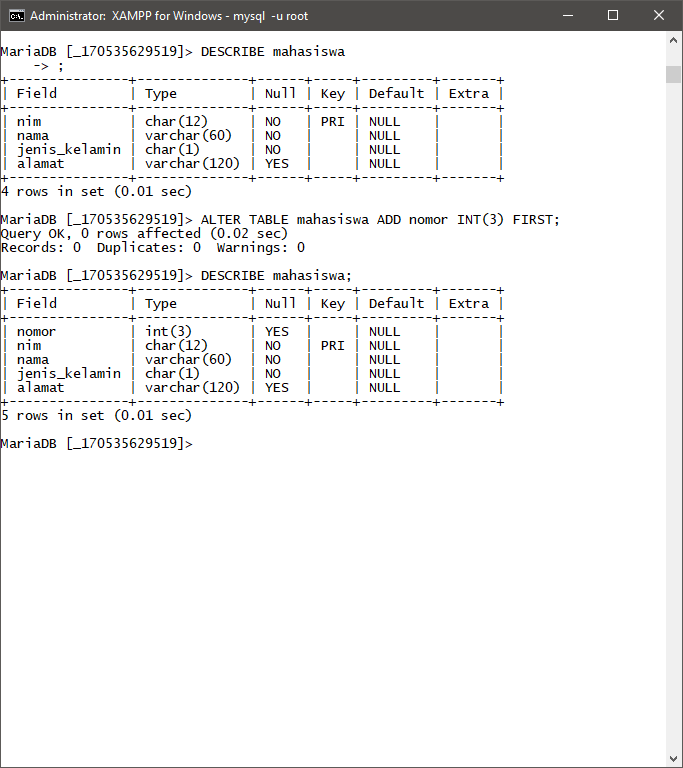 Administrator:  XAMPP for Windows - mysql  -u root
MariaDB [_170535629519]> DESCRIBE mahasiswa
    -> ;
+---------------+--------------+------+-----+---------+-------+
| Field         | Type         | Null | Key | Default | Extra |
+---------------+--------------+------+-----+---------+-------+
| nim           | char(12)     | NO   | PRI | NULL    |       |
| nama          | varchar(60)  | NO   |     | NULL    |       |
| jenis_kelamin | char(1)      | NO   |     | NULL    |       |
| alamat        | varchar(120) | YES  |     | NULL    |       |
+---------------+--------------+------+-----+---------+-------+
4 rows in set (0.01 sec)
MariaDB [_170535629519]> ALTER TABLE mahasiswa ADD nomor INT(3) FIRST;
Query OK, 0 rows affected (0.02 sec)
Records: 0  Duplicates: 0  Warnings: 0
MariaDB [_170535629519]> DESCRIBE mahasiswa;
+---------------+--------------+------+-----+---------+-------+
| Field         | Type         | Null | Key | Default | Extra |
+---------------+--------------+------+-----+---------+-------+
| nomor         | int(3)       | YES  |     | NULL    |       |
| nim           | char(12)     | NO   | PRI | NULL    |       |
| nama          | varchar(60)  | NO   |     | NULL    |       |
| jenis_kelamin | char(1)      | NO   |     | NULL    |       |
| alamat        | varchar(120) | YES  |     | NULL    |       |
+---------------+--------------+------+-----+---------+-------+
5 rows in set (0.01 sec)
MariaDB [_170535629519]>